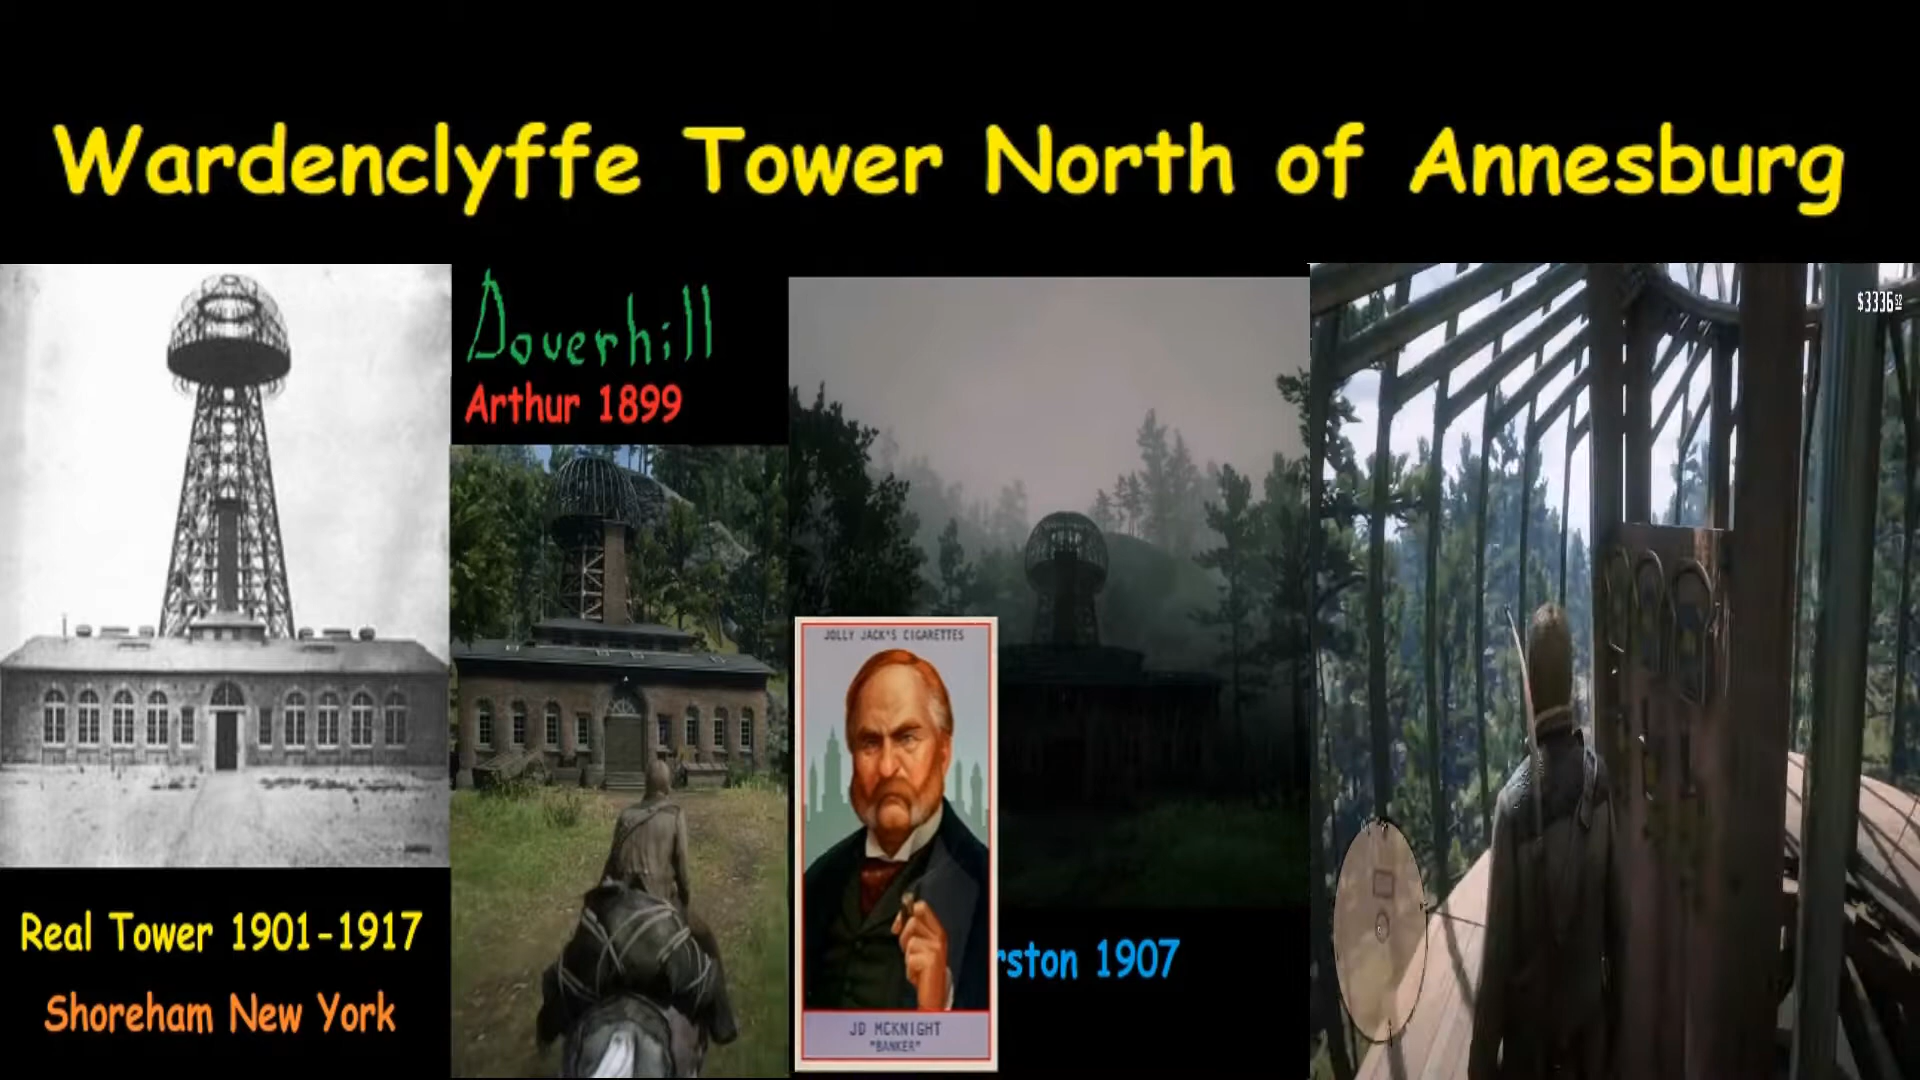 Wardenclyffe Tower North of Annesburg
Doverhill
Arthur 1899
$3336
JOLLY JACK'S CIGARETTES
JD MCKNIGHT
"BANKER"
rston 1907
Real Tower 1901-1917
Shoreham New York